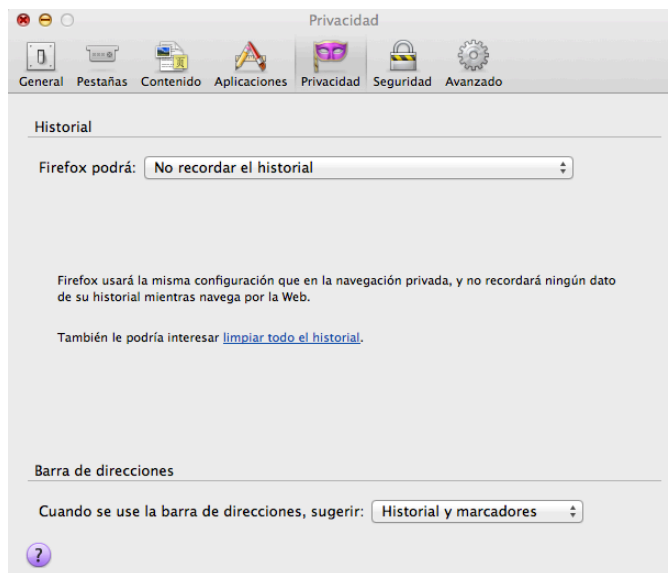 Privacidad
General Pestañas Contenido Aplicaciones Privacidad Seguridad Avanzado
Historial
Firefox podrá: No recordar el historial
Firefox usará la misma configuración que en la navegación privada, y no recordará ningún dato
de su historial mientras navega por la Web.
También le podría interesar limpiar todo el historial.
Barra de direcciones
Cuando se use la barra de direcciones, sugerir: Historial y marcadores
?